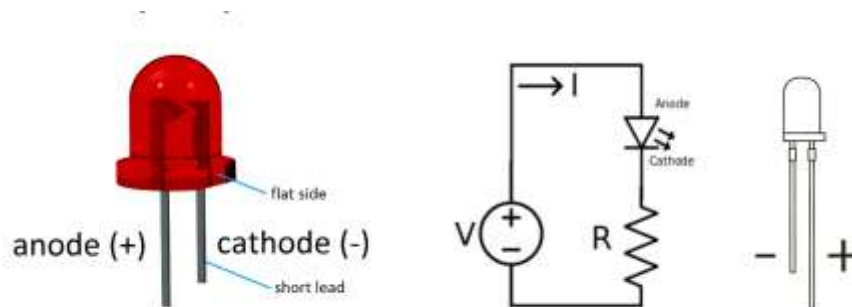 flat side
anode (+) cathode (-)
short lead
I
Anode
Cathode
V
+
−
R
− +